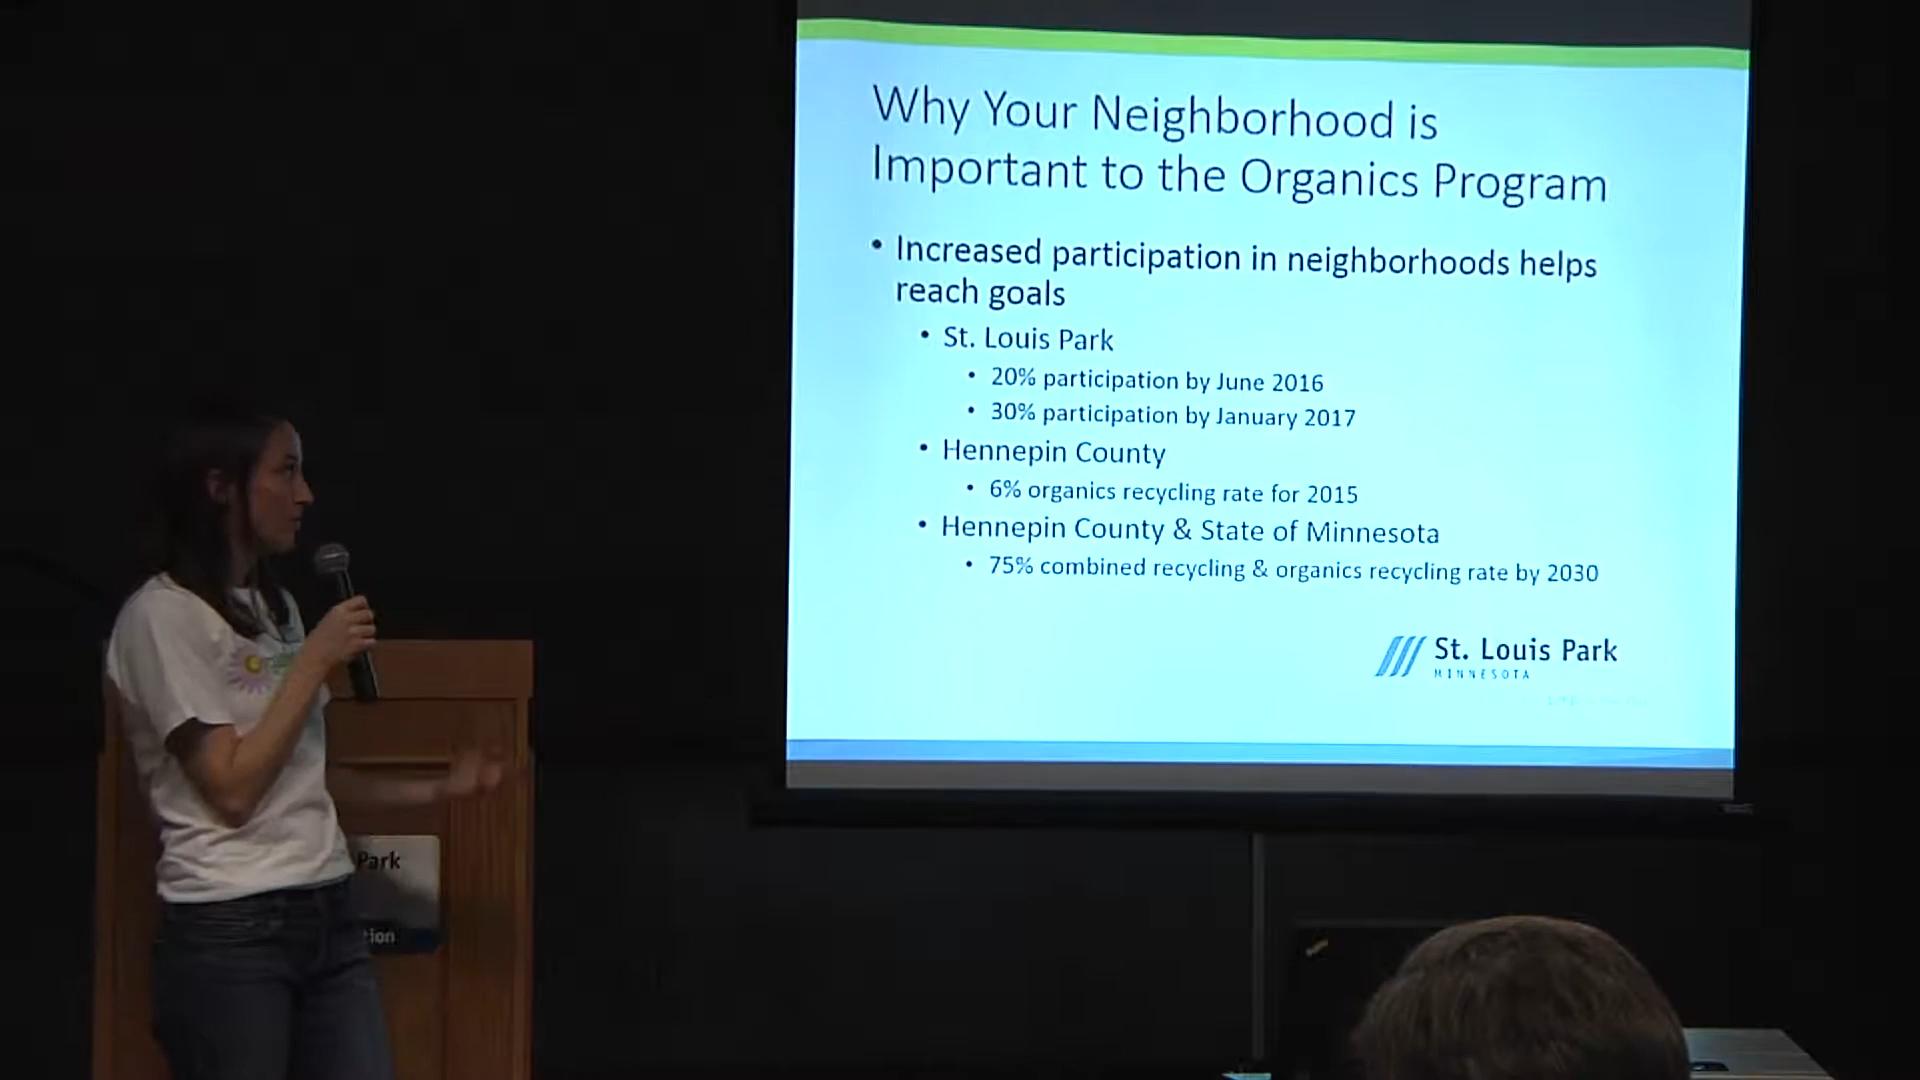 Why Your Neighborhood is
Important to the Organics Program
• Increased participation in neighborhoods helps
reach goals
• St. Louis Park
• 20% participation by June 2016
• 30% participation by January 2017
• Hennepin County
• 6% organics recycling rate for 2015
• Hennepin County & State of Minnesota
• 75% combined recycling & organics recycling rate by 2030
St. Louis Park
MINNESOTA
Park
tion